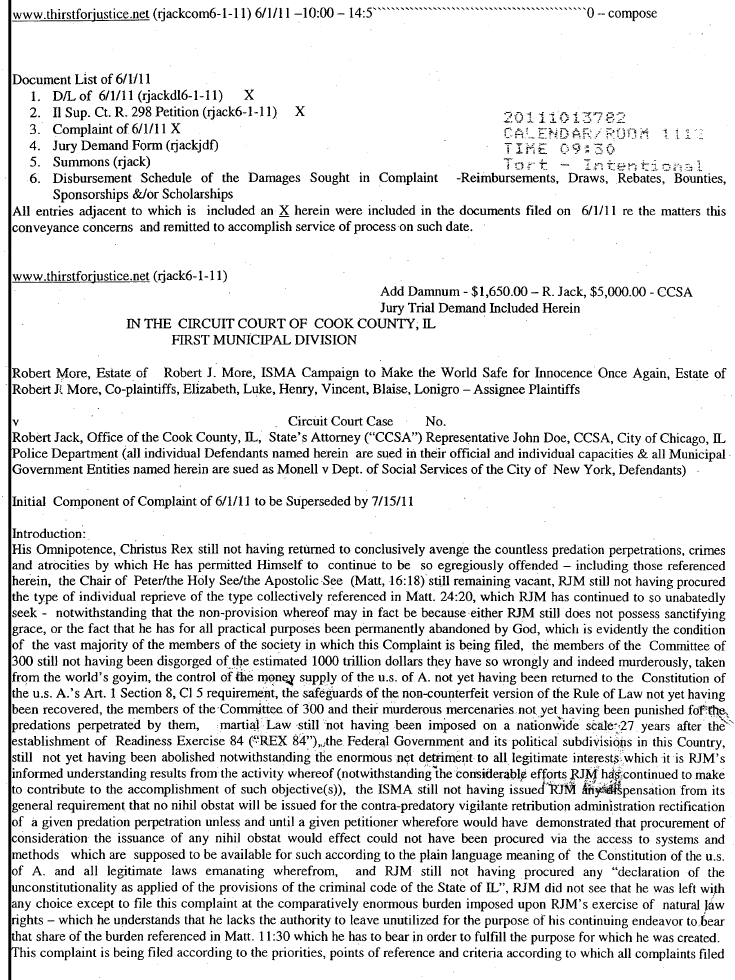 www.thirstforjustice.net (rjackcom6-1-11) 6/1/11 –10:00 – 14:5`````````````````````````````````````````````0 – compose
Document List of 6/1/11
1. D/L of 6/1/11 (rjackdl6-1-11) X
2. Il Sup. Ct. R. 298 Petition (rjack6-1-11) X
3. Complaint of 6/1/11 X
4. Jury Demand Form (rjackjdf)
5. Summons (rjack)
6. Disbursement Schedule of the Damages Sought in Complaint -Reimbursements, Draws, Rebates, Bounties,
Sponsorships &/or Scholarships
20111013782
CALENDAR/ROOM 1112
TIME 09:30
Tort - Intentional
All entries adjacent to which is included an X herein were included in the documents filed on 6/1/11 re the matters this
conveyance concerns and remitted to accomplish service of process on such date.
www.thirstforjustice.net (rjack6-1-11)
Add Damnum - $1,650.00 – R. Jack, $5,000.00 - CCSA
Jury Trial Demand Included Herein
IN THE CIRCUIT COURT OF COOK COUNTY, IL
FIRST MUNICIPAL DIVISION
Robert More, Estate of Robert J. More, ISMA Campaign to Make the World Safe for Innocence Once Again, Estate of
Robert J. More, Co-plaintiffs, Elizabeth, Luke, Henry, Vincent, Blaise, Lonigro – Assignee Plaintiffs
v Circuit Court Case No.
Robert Jack, Office of the Cook County, IL, State's Attorney ("CCSA") Representative John Doe, CCSA, City of Chicago, IL
Police Department (all individual Defendants named herein are sued in their official and individual capacities & all Municipal
Government Entities named herein are sued as Monell v Dept. of Social Services of the City of New York, Defendants)
Initial Component of Complaint of 6/1/11 to be Superseded by 7/15/11
Introduction:
His Omnipotence, Christus Rex still not having returned to conclusively avenge the countless predation perpetrations, crimes
and atrocities by which He has permitted Himself to continue to be so egregiously offended – including those referenced
herein, the Chair of Peter/the Holy See/the Apostolic See (Matt, 16:18) still remaining vacant, RJM still not having procured
the type of individual reprieve of the type collectively referenced in Matt. 24:20, which RJM has continued to so unabatedly
seek - notwithstanding that the non-provision whereof may in fact be because either RJM still does not possess sanctifying
grace, or the fact that he has for all practical purposes been permanently abandoned by God, which is evidently the condition
of the vast majority of the members of the society in which this Complaint is being filed, the members of the Committee of
300 still not having been disgorged of the estimated 1000 trillion dollars they have so wrongly and indeed murderously, taken
from the world's goyim, the control of the money supply of the u.s. of A. not yet having been returned to the Constitution of
the u.s. A.'s Art. 1 Section 8, Cl 5 requirement, the safeguards of the non-counterfeit version of the Rule of Law not yet having
been recovered, the members of the Committee of 300 and their murderous mercenaries not yet having been punished for the
predations perpetrated by them, martial Law still not having been imposed on a nationwide scale 27 years after the
establishment of Readiness Exercise 84 ("REX 84"), the Federal Government and its political subdivisions in this Country,
still not yet having been abolished notwithstanding the enormous net detriment to all legitimate interests which it is RJM's
informed understanding results from the activity whereof (notwithstanding the considerable efforts RJM has continued to make
to contribute to the accomplishment of such objective(s)), the ISMA still not having issued RJM any dispensation from its
general requirement that no nihil obstat will be issued for the contra-predatory vigilante retribution administration rectification
of a given predation perpetration unless and until a given petitioner wherefore would have demonstrated that procurement of
consideration the issuance of any nihil obstat would effect could not have been procured via the access to systems and
methods which are supposed to be available for such according to the plain language meaning of the Constitution of the u.s.
of A. and all legitimate laws emanating wherefrom, and RJM still not having procured any "declaration of the
unconstitutionality as applied of the provisions of the criminal code of the State of IL", RJM did not see that he was left with
any choice except to file this complaint at the comparatively enormous burden imposed upon RJM's exercise of natural law
rights – which he understands that he lacks the authority to leave unutilized for the purpose of his continuing endeavor to bear
that share of the burden referenced in Matt. 11:30 which he has to bear in order to fulfill the purpose for which he was created.
This complaint is being filed according to the priorities, points of reference and criteria according to which all complaints filed